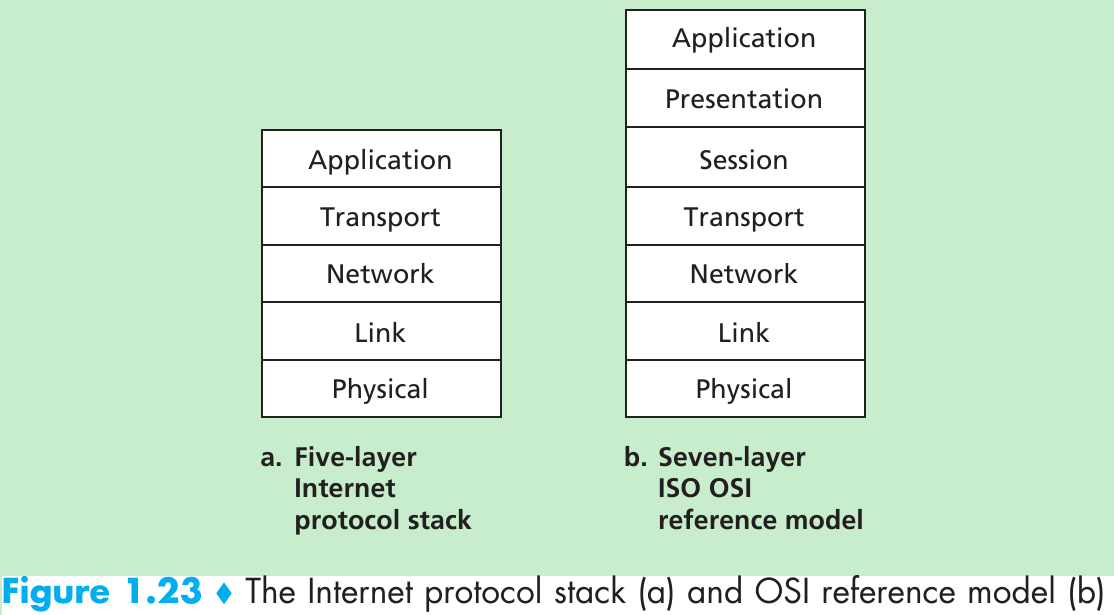 Application
Transport
Network
Link
Physical
a. Five-layer
Internet
protocol stack
Application
Presentation
Session
Transport
Network
Link
Physical
b. Seven-layer
ISO OSI
reference model
Figure 1.23 ♦ The Internet protocol stack (a) and OSI reference model (b)